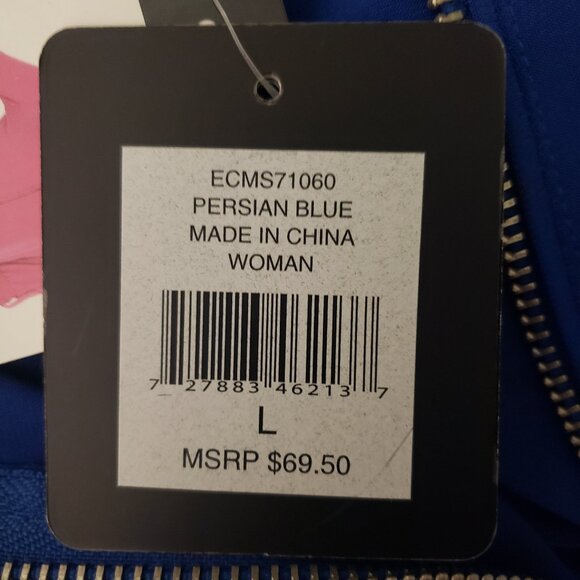 ECMS71060
PERSIAN BLUE
MADE IN CHINA
WOMAN
7 27883 46213 7
L
MSRP $69.50